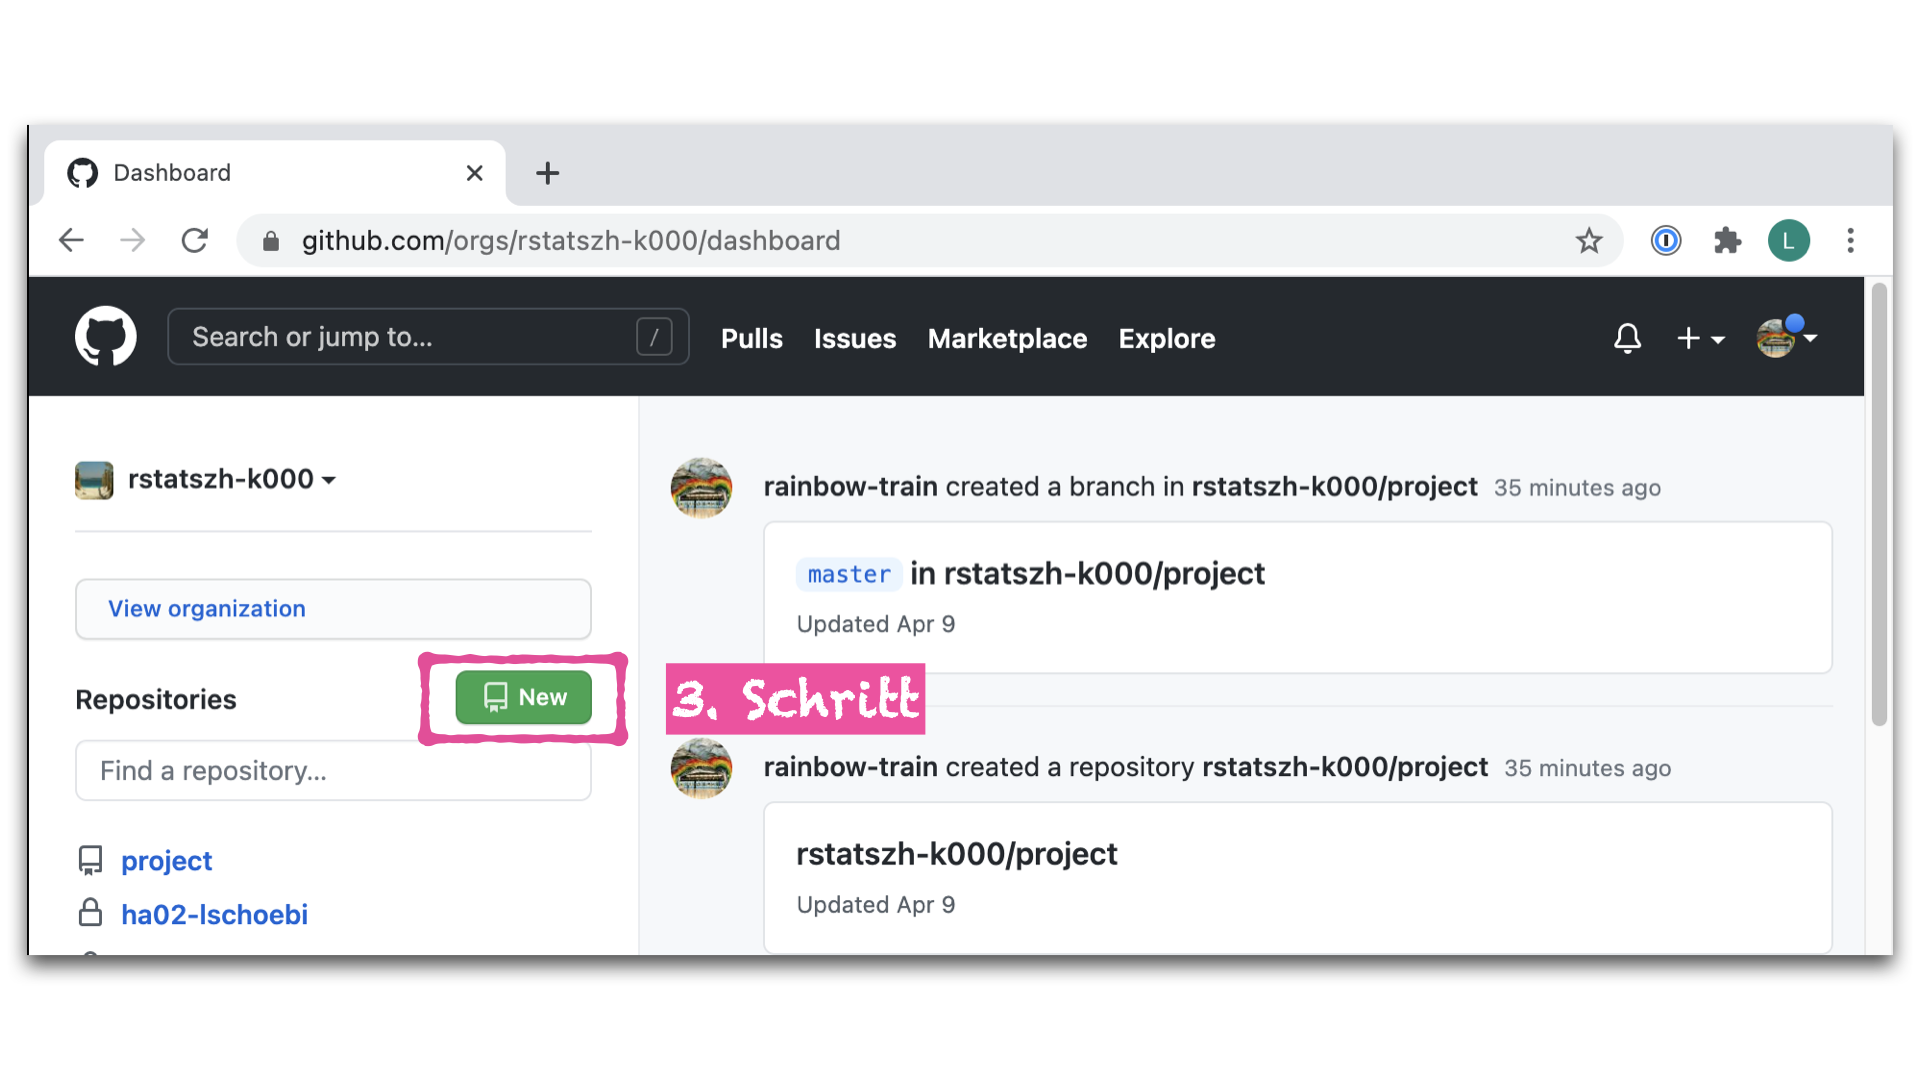 Dashboard
github.com/orgs/rstatszh-k000/dashboard
L
Search or jump to...
/
Pulls
Issues
Marketplace
Explore
rstatszh-k000
View organization
Repositories
New
3. Schritt
Find a repository...
project
ha02-lschoebi
rainbow-train created a branch in rstatszh-k000/project 35 minutes ago
master in rstatszh-k000/project
Updated Apr 9
rainbow-train created a repository rstatszh-k000/project 35 minutes ago
rstatszh-k000/project
Updated Apr 9